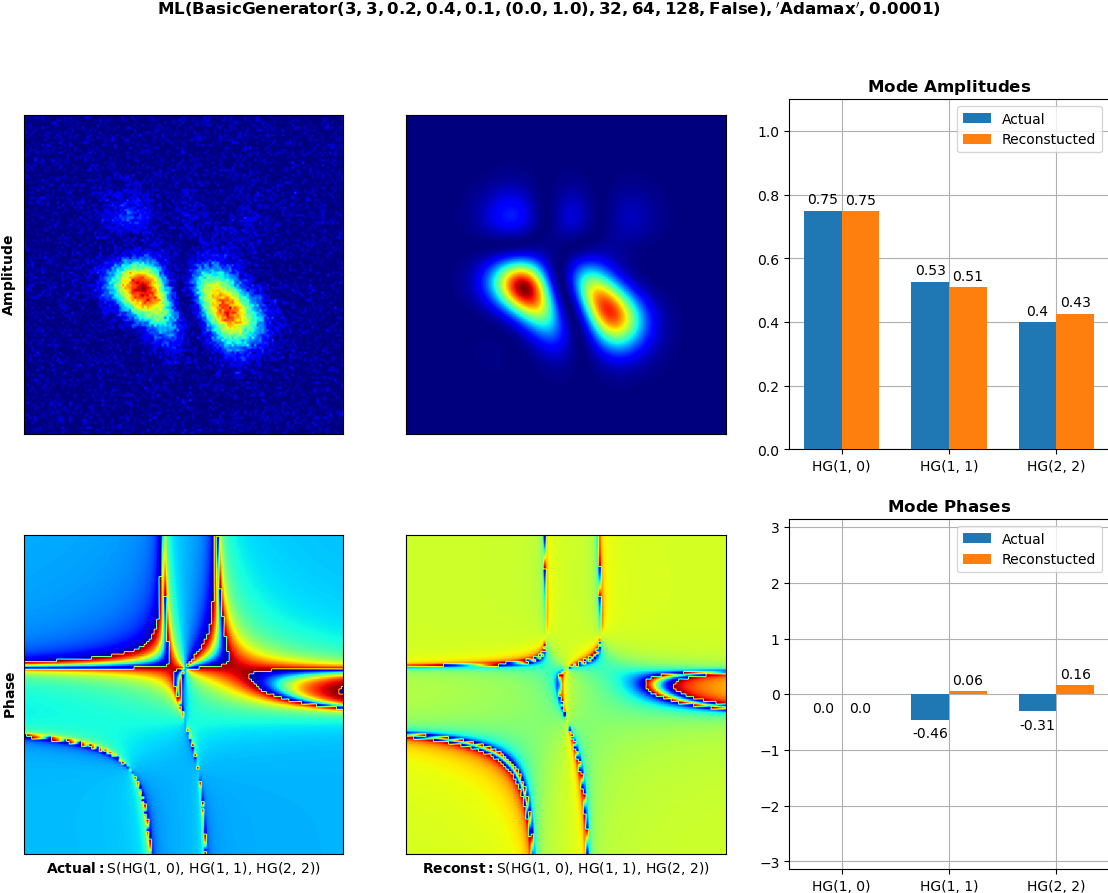 ML(BasicGenerator(3, 3, 0.2, 0.4, 0.1, (0.0, 1.0), 32, 64, 128, False), 'Adamax', 0.0001)
Amplitude
Mode Amplitudes
Actual
Reconstucted
1.0
0.8
0.6
0.4
0.2
0.0
0.75 0.75
0.53 0.51
0.4 0.43
HG(1, 0) HG(1, 1) HG(2, 2)
Phase
Actual: S(HG(1, 0), HG(1, 1), HG(2, 2))
Reconst: S(HG(1, 0), HG(1, 1), HG(2, 2))
Mode Phases
Actual
Reconstucted
3
2
1
0
−1
−2
−3
0.0 0.0
-0.46 0.06
-0.31 0.16
HG(1, 0) HG(1, 1) HG(2, 2)